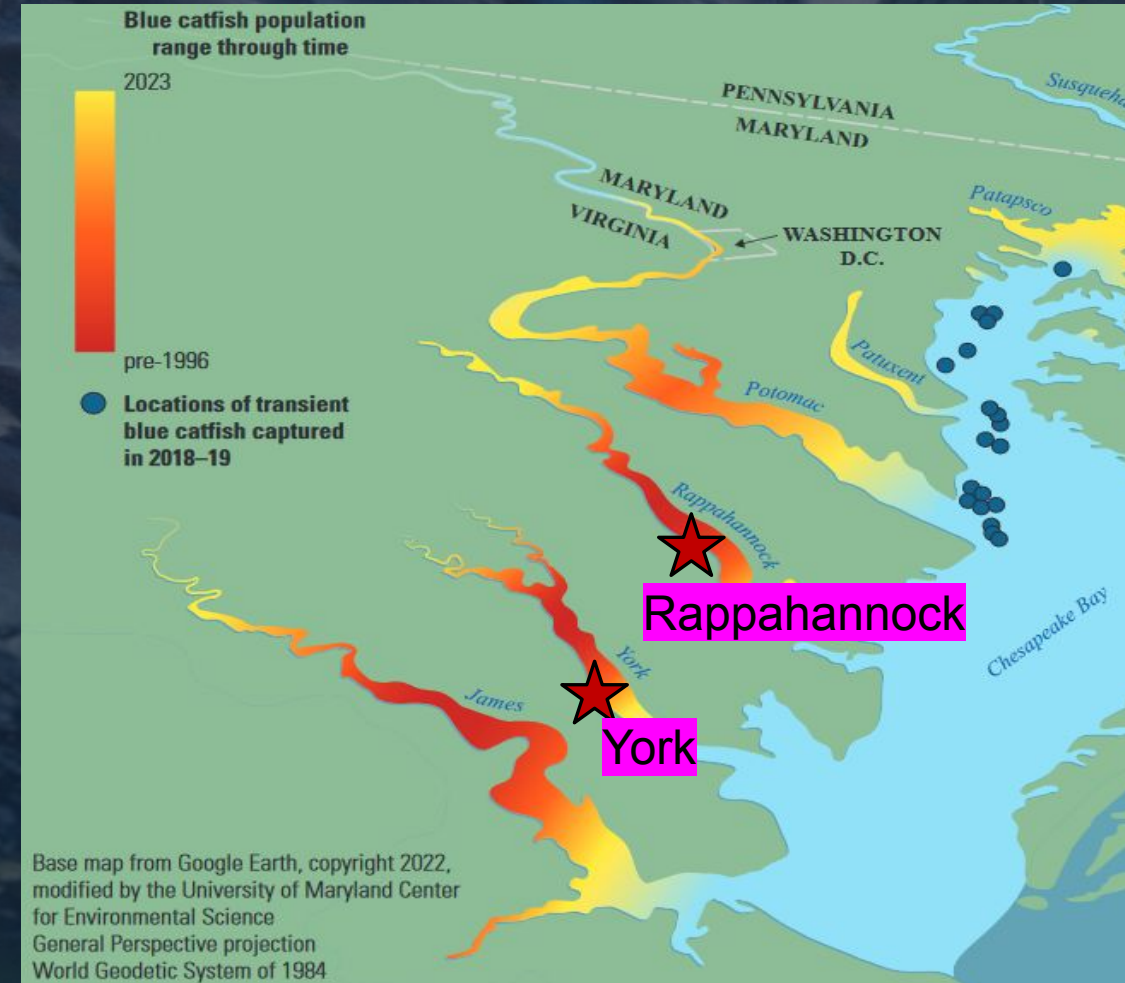 Blue catfish population
range through time
2023
pre-1996
Locations of transient
blue catfish captured
in 2018–19
PENNSYLVANIA
MARYLAND
MARYLAND
VIRGINIA
WASHINGTON
D.C.
Patapsco
Patuxent
Potomac
Rappahannock
Rappahannock
York
York
James
Chesapeake Bay
Base map from Google Earth, copyright 2022,
modified by the University of Maryland Center
for Environmental Science
General Perspective projection
World Geodetic System of 1984